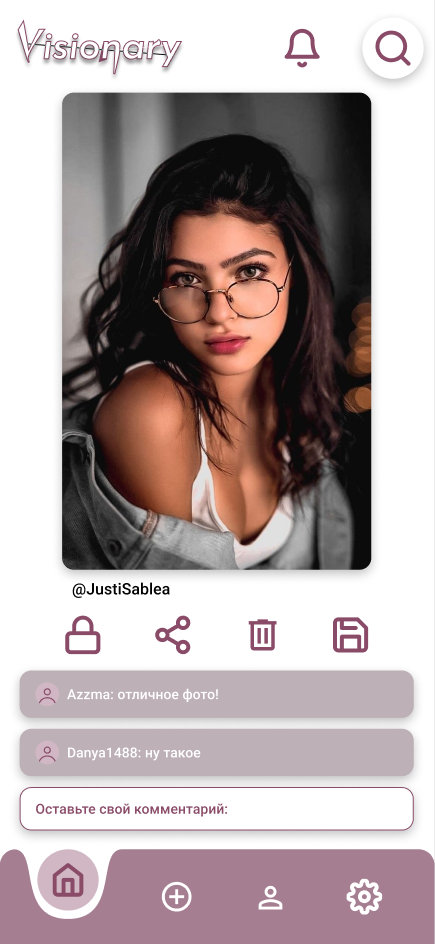 Visionary
@JustiSablea
Azzma: отличное фото!
Danya1488: ну такое
Оставьте свой комментарий: